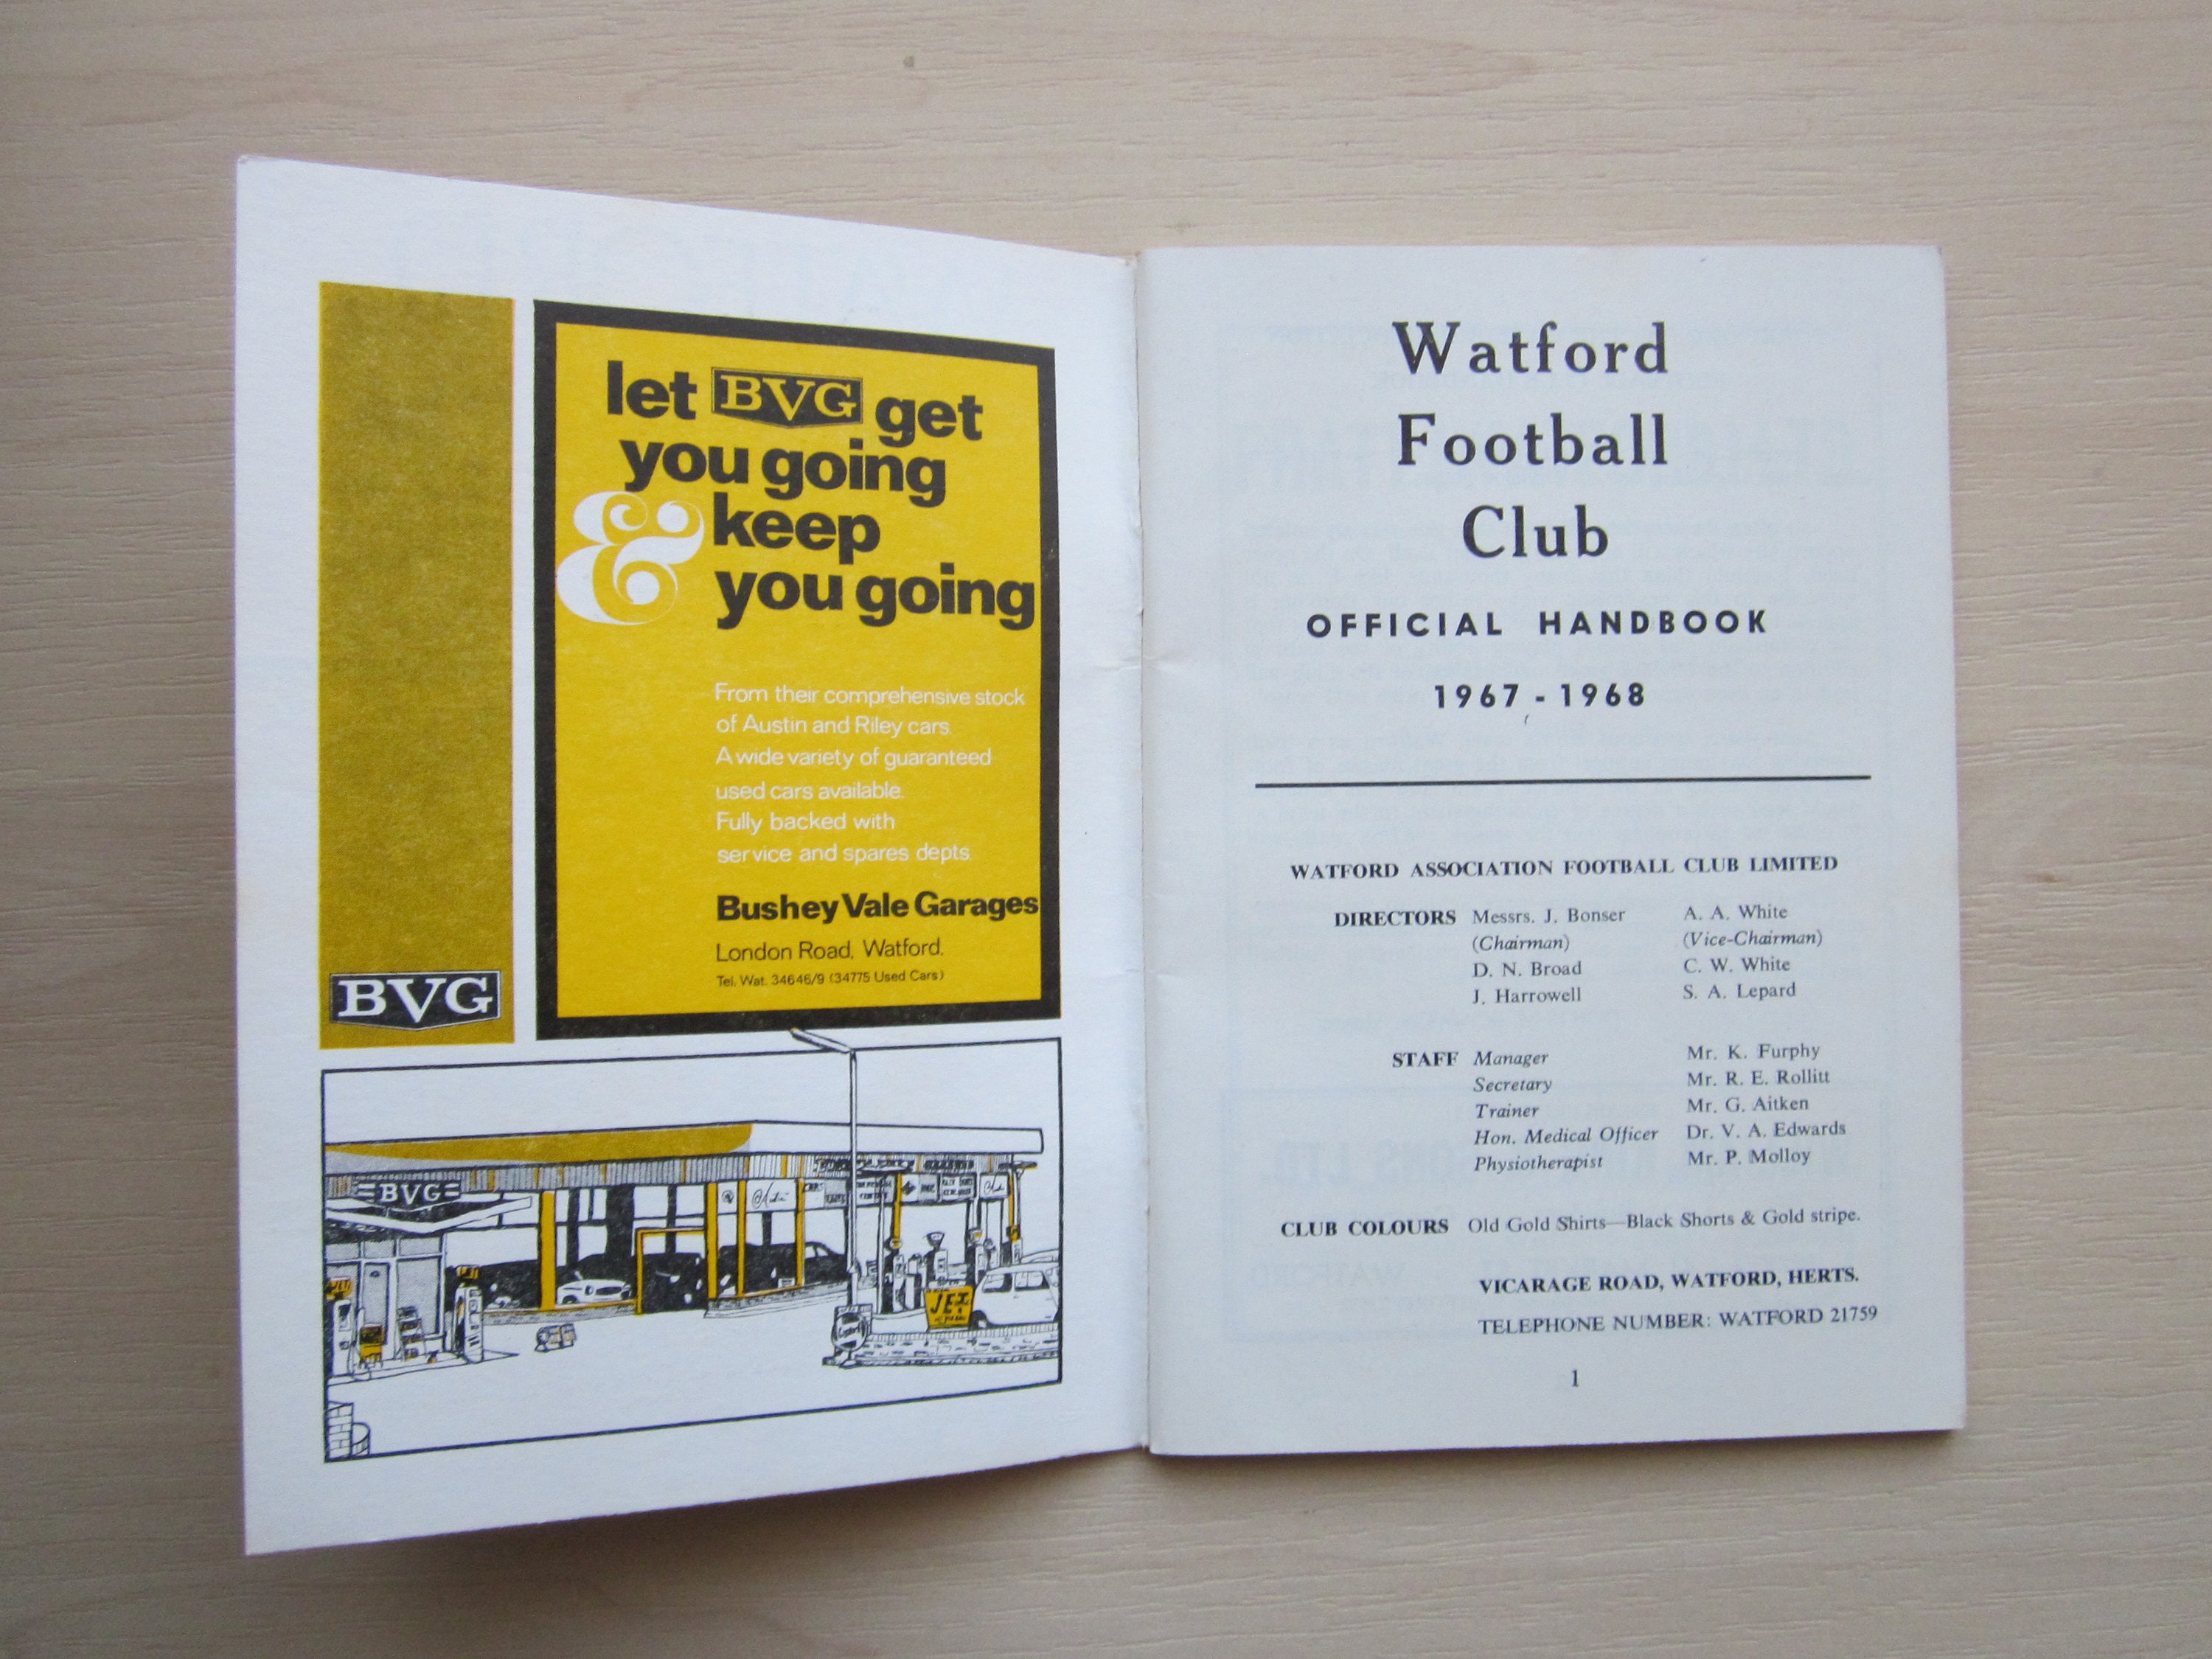 let BVG get
you going
& keep
you going
From their comprehensive stock
of Austin and Riley cars.
A wide variety of guaranteed
used cars available.
Fully backed with
service and spares depts.
Bushey Vale Garages
London Road, Watford.
Tel. Wat. 34646/9 (34775 Used Cars)
BVG
BVG
JET
Watford
Football
Club
OFFICIAL HANDBOOK
1967 - 1968
WATFORD ASSOCIATION FOOTBALL CLUB LIMITED
DIRECTORS Messrs. J. Bonser A. A. White
(Chairman) (Vice-Chairman)
D. N. Broad C. W. White
J. Harrowell S. A. Lepard
STAFF Manager Mr. K. Furphy
Secretary Mr. R. E. Rollitt
Trainer Mr. G. Aitken
Hon. Medical Officer Dr. V. A. Edwards
Physiotherapist Mr. P. Molloy
CLUB COLOURS Old Gold Shirts—Black Shorts & Gold stripe.
VICARAGE ROAD, WATFORD, HERTS.
TELEPHONE NUMBER: WATFORD 21759
1